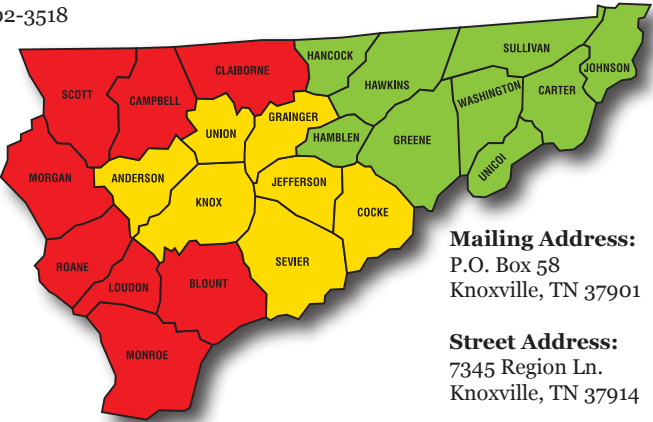 02-3518
HANCOCK
SULLIVAN
CLAIBORNE
JOHNSON
HAWKINS
SCOTT
CAMPBELL
WASHINGTON
CARTER
GRAINGER
UNION
HAMBLEN
GREENE
UNICOI
MORGAN
ANDERSON
JEFFERSON
KNOX
COCKE
ROANE
SEVIER
LOUDON
BLOUNT
MONROE
Mailing Address:
P.O. Box 58
Knoxville, TN 37901
Street Address:
7345 Region Ln.
Knoxville, TN 37914